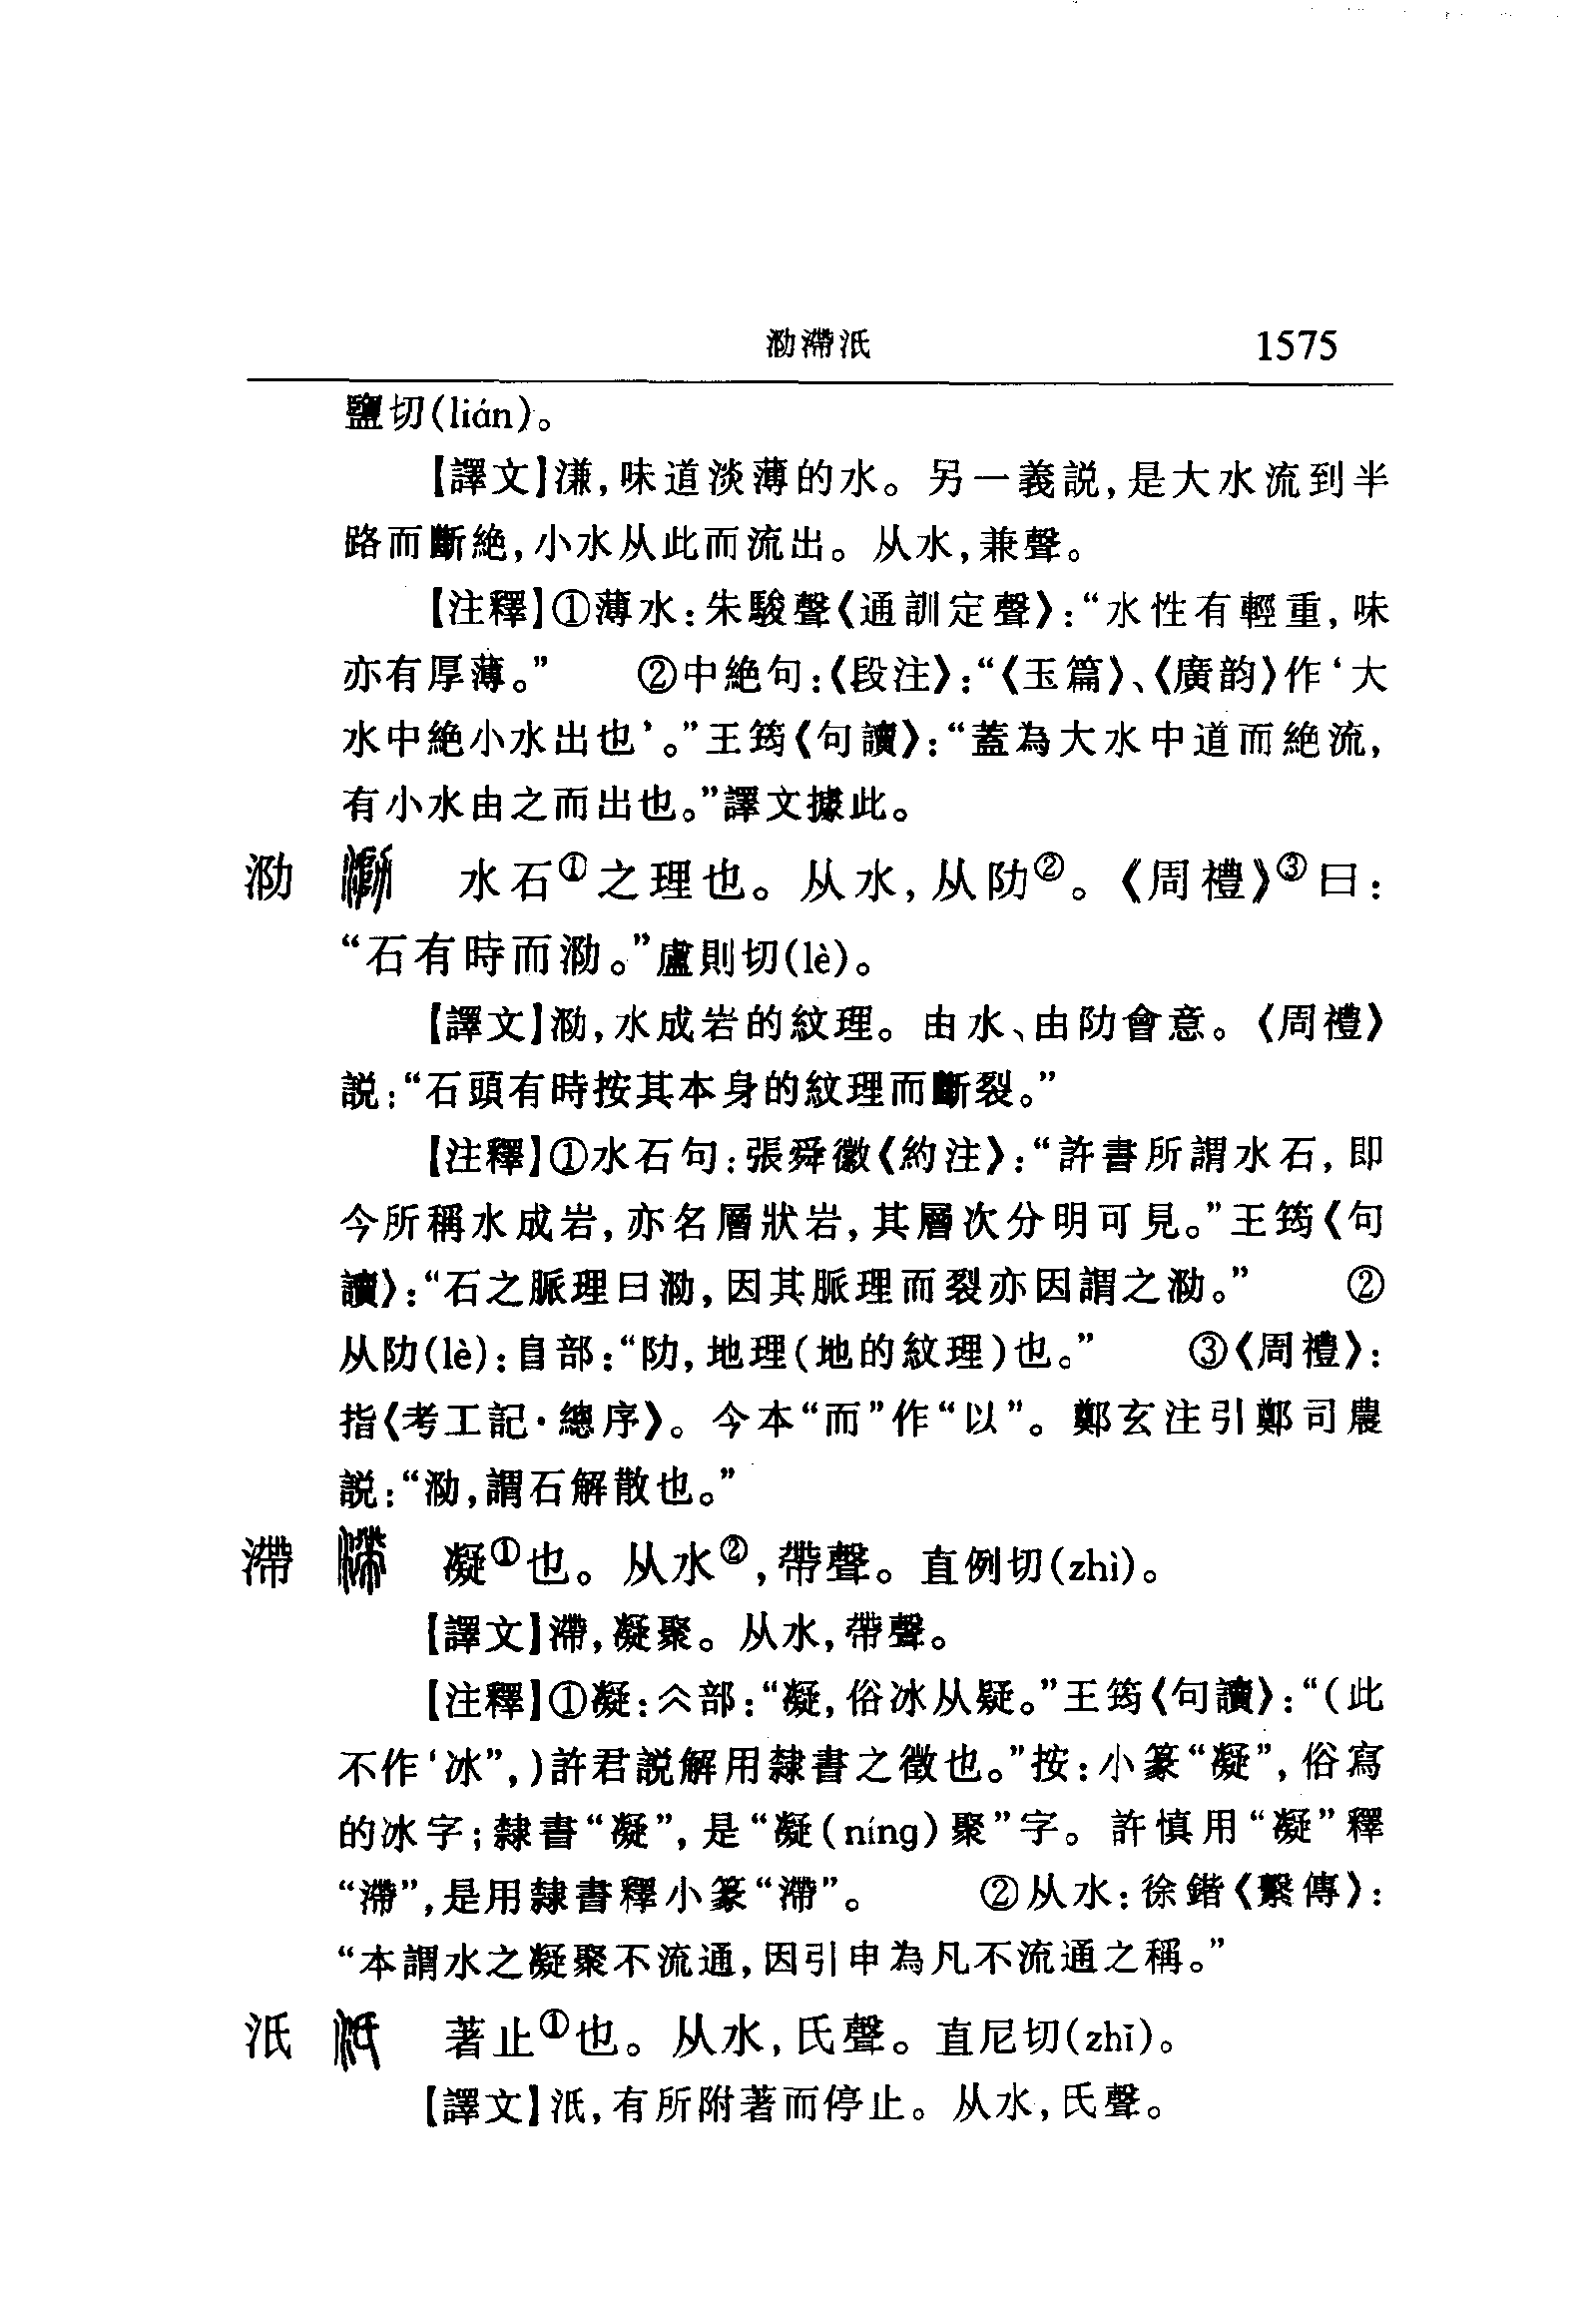 泐滯汦 1575
鹽切(lián)。
【譯文】溓,味道淡薄的水。另一義説,是大水流到半
路而斷絶,小水从此而流出。从水,兼聲。
【注釋】①薄水:朱駿聲《通訓定聲》:“水性有輕重,味
亦有厚薄。” ②中絶句:《段注》:“《玉篇》、《廣韵》作‘大
水中絶小水出也’。”王筠《句讀》:“蓋為大水中道而絶流,
有小水由之而出也。”譯文據此。
泐 水石①之理也。从水,从阞②。《周禮》③曰:
“石有時而泐。”盧則切(lè)。
【譯文】泐,水成岩的紋理。由水、由阞會意。《周禮》
説:“石頭有時按其本身的紋理而斷裂。”
【注釋】①水石句:張舜徽《約注》:“許書所謂水石,即
今所稱水成岩,亦名層狀岩,其層次分明可見。”王筠《句
讀》:“石之脈理曰泐,因其脈理而裂亦因謂之泐。” ②
从阞(lè):𨸏部:“阞,地理(地的紋理)也。” ③《周禮》:
指《考工記·總序》。今本“而”作“以”。鄭玄注引鄭司農
説:“泐,謂石解散也。”
滯 凝①也。从水②,帶聲。直例切(zhì)。
【譯文】滯,凝聚。从水,帶聲。
【注釋】①凝:仌部:“凝,俗冰从疑。”王筠《句讀》:“(此
不作‘冰”,)許君説解用隸書之徵也。”按:小篆“凝”,俗寫
的冰字;隸書“凝”,是“凝(níng)聚”字。許慎用“凝”釋
“滯”,是用隸書釋小篆“滯”。 ②从水:徐鍇《繫傳》:
“本謂水之凝聚不流通,因引申為凡不流通之稱。”
汦 著止①也。从水,氏聲。直尼切(zhī)。
【譯文】汦,有所附著而停止。从水,氏聲。